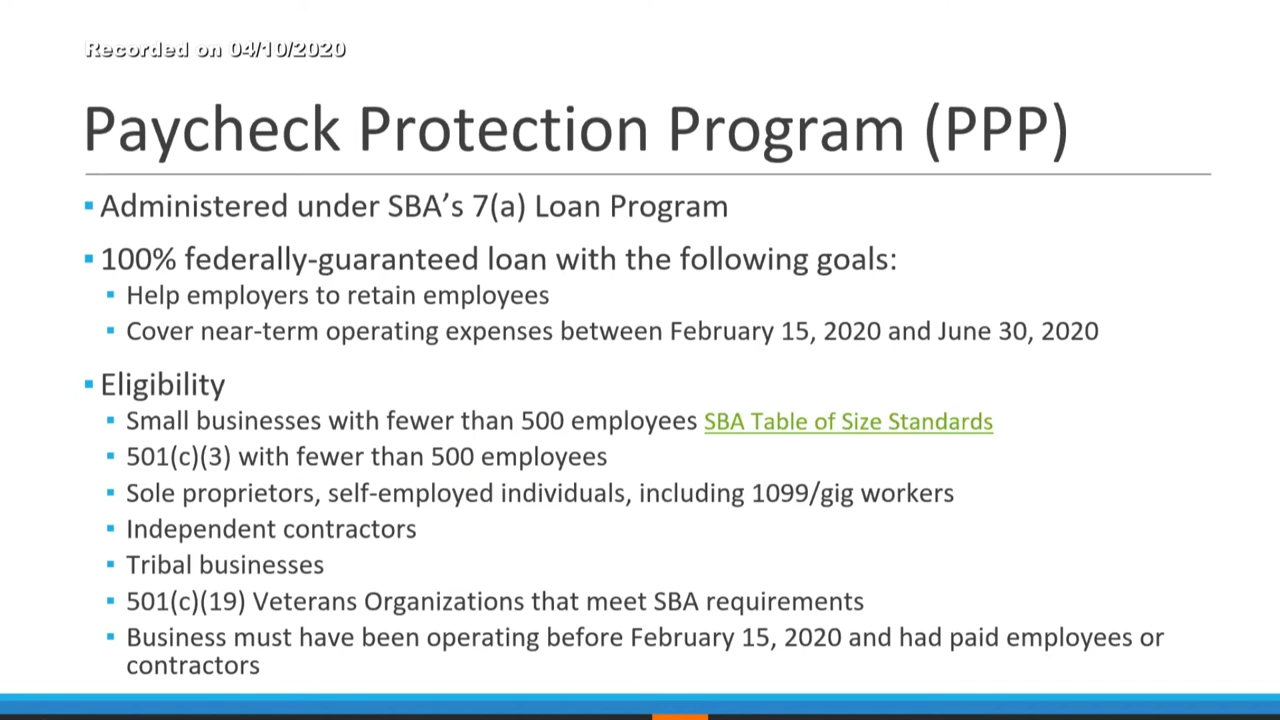 Recorded on 04/10/2020
Paycheck Protection Program (PPP)
▪ Administered under SBA’s 7(a) Loan Program
▪ 100% federally-guaranteed loan with the following goals:
▪ Help employers to retain employees
▪ Cover near-term operating expenses between February 15, 2020 and June 30, 2020
▪ Eligibility
▪ Small businesses with fewer than 500 employees SBA Table of Size Standards
▪ 501(c)(3) with fewer than 500 employees
▪ Sole proprietors, self-employed individuals, including 1099/gig workers
▪ Independent contractors
▪ Tribal businesses
▪ 501(c)(19) Veterans Organizations that meet SBA requirements
▪ Business must have been operating before February 15, 2020 and had paid employees or
contractors